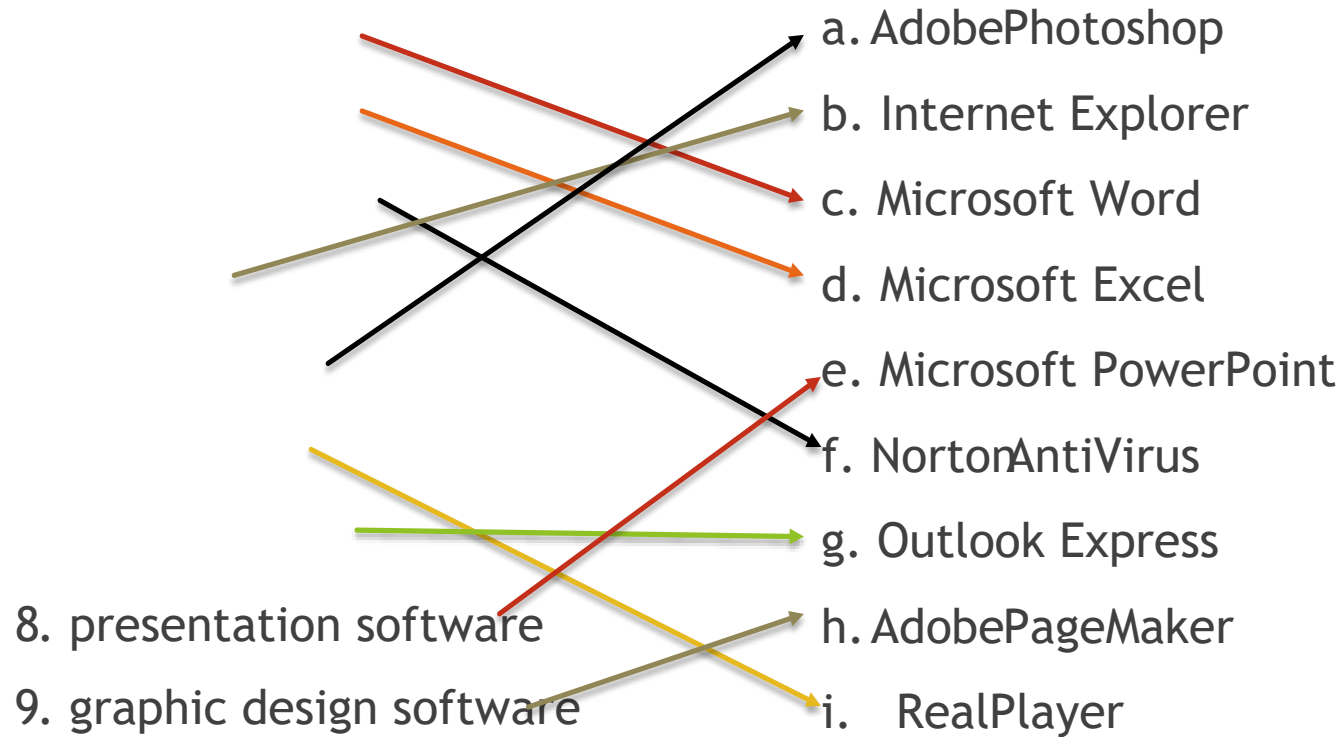 a. AdobePhotoshop
b. Internet Explorer
c. Microsoft Word
d. Microsoft Excel
e. Microsoft PowerPoint
f. NortonAntiVirus
g. Outlook Express
8. presentation software
h. AdobePageMaker
9. graphic design software
i. RealPlayer